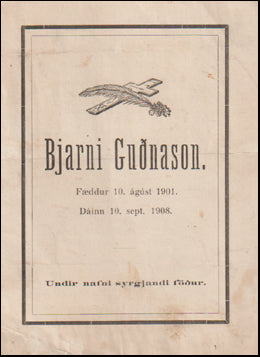 Bjarni Guðnason.
Fæddur 10. ágúst 1901.
Dáinn 10. sept. 1908.
Undir nafni syrgjandi föður.